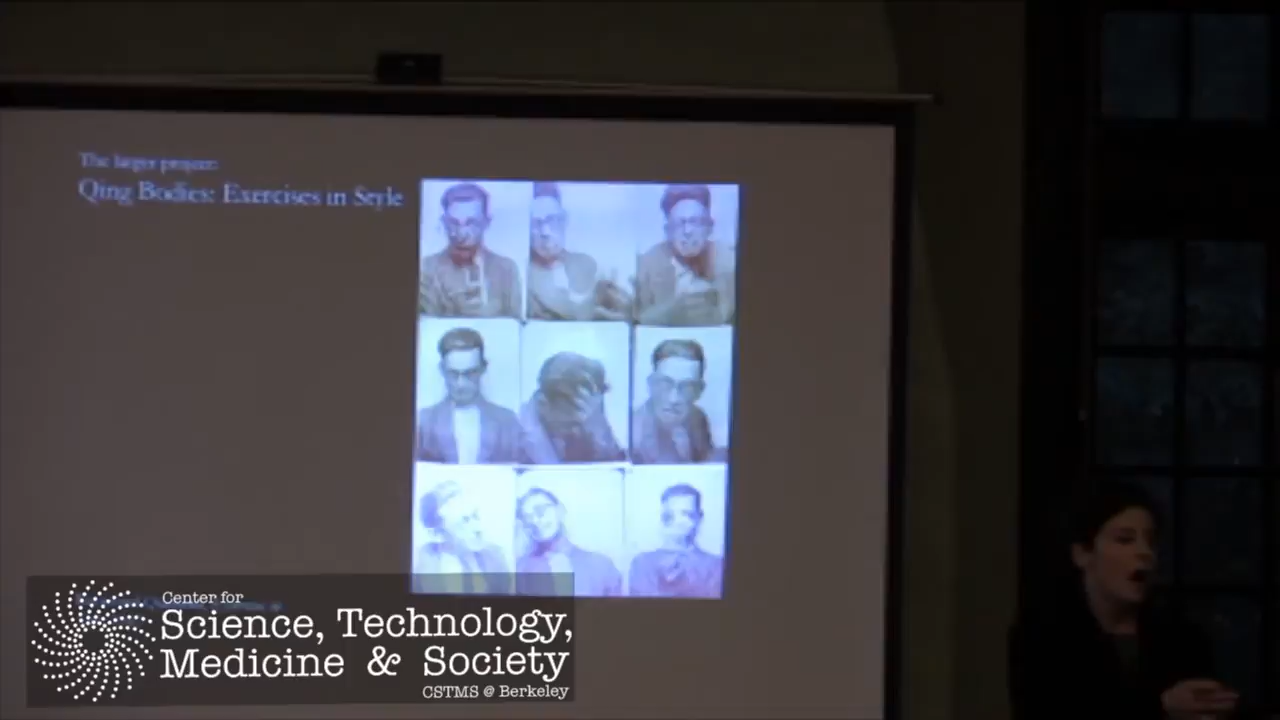 The larger project:
Qing Bodies: Exercises in Style
Center for
Science, Technology,
Medicine & Society
CSTMS @ Berkeley